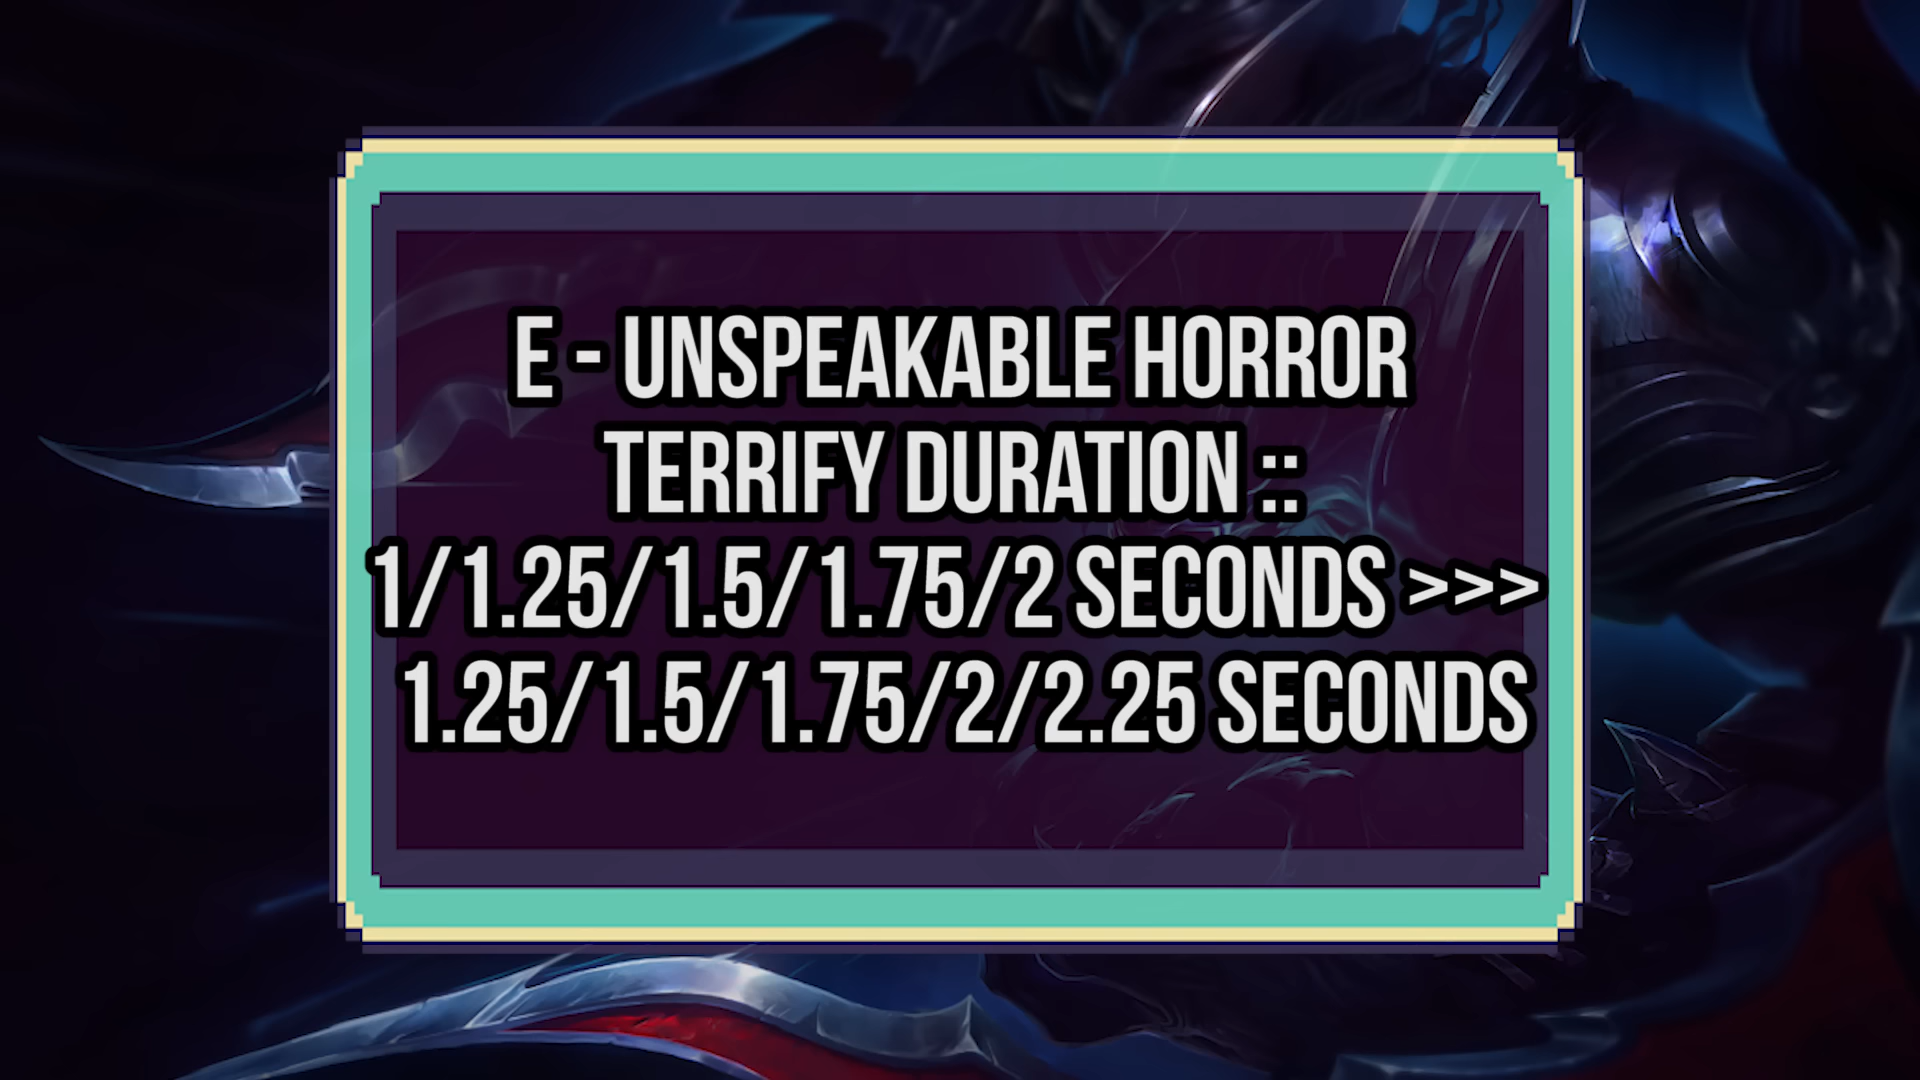 E - UNSPEAKABLE HORROR
TERRIFY DURATION ::
1/1.25/1.5/1.75/2 SECONDS >>>
1.25/1.5/1.75/2/2.25 SECONDS